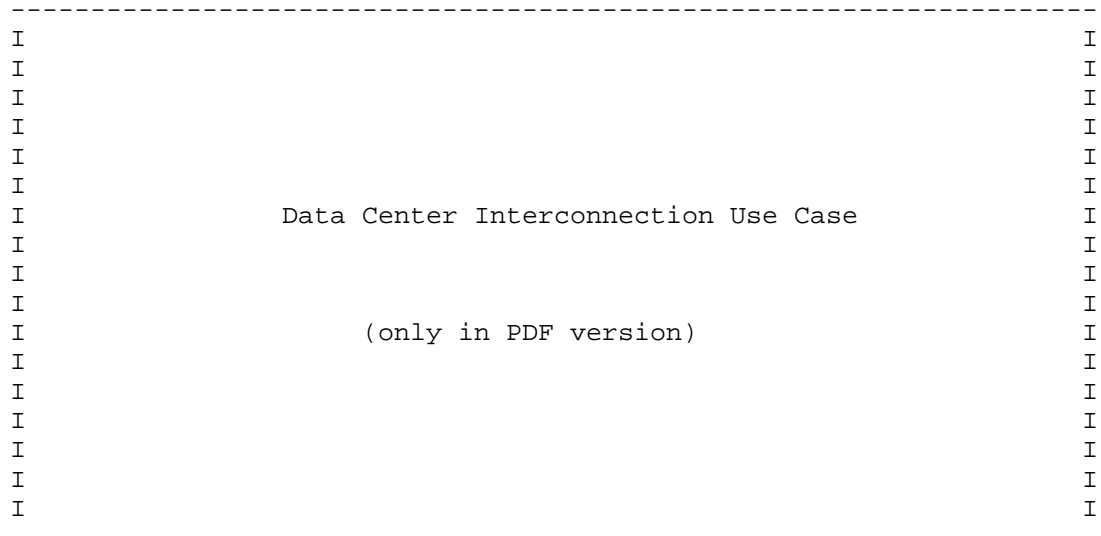 --------------------------------------------------------------------
I                                                                  I
I                                                                  I
I                                                                  I
I                                                                  I
I                                                                  I
I                                                                  I
I                Data Center Interconnection Use Case              I
I                                                                  I
I                                                                  I
I                                                                  I
I                     (only in PDF version)                        I
I                                                                  I
I                                                                  I
I                                                                  I
I                                                                  I
I                                                                  I
I                                                                  I